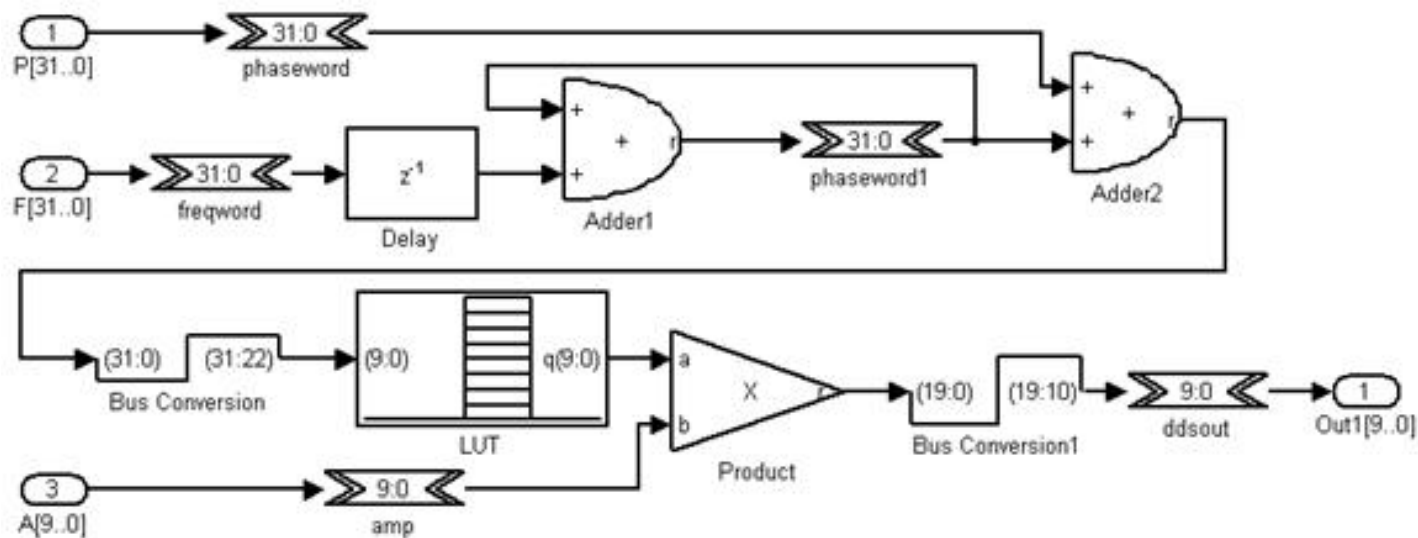 1
31:0
P[31..0]
phaseword
+
+
+
r
Adder1
+
+
+
r
Adder2
2
31:0
F[31..0]
freqword
z-1
Delay
31:0
phaseword1
(31:0)
(31:22)
Bus Conversion
(9:0)
q(9:0)
LUT
a
b
X
r
Product
(19:0)
(19:10)
Bus Conversion1
9:0
ddsout
1
Out1[9..0]
3
9:0
A[9..0]
amp